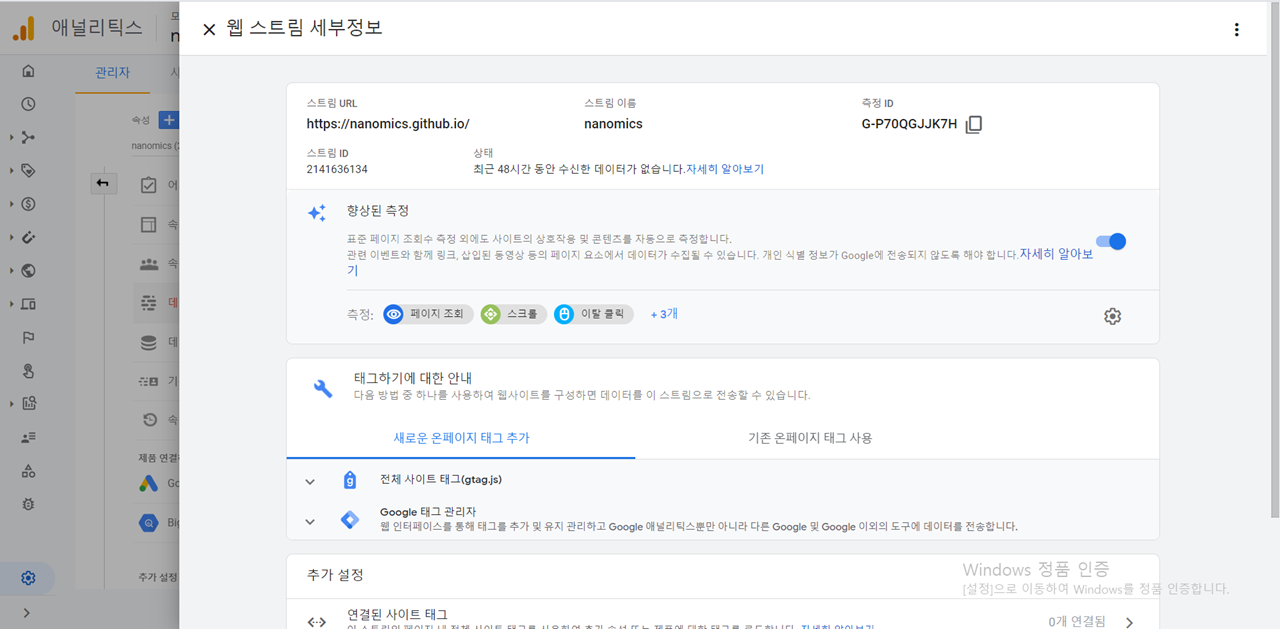 애널리틱스
웹 스트림 세부정보
관리자
스트림 URL
스트림 이름
측정 ID
https://nanomics.github.io/
nanomics
G-P70QGJJK7H
속성
nanomics (2
스트림 ID
상태
2141636134
최근 48시간 동안 수신한 데이터가 없습니다.자세히 알아보기
향상된 측정
표준 페이지 조회수 측정 외에도 사이트의 상호작용 및 콘텐츠를 자동으로 측정합니다.
관련 이벤트와 함께 링크, 삽입된 동영상 등의 페이지 요소에서 데이터가 수집될 수 있습니다. 개인 식별 정보가 Google에 전송되지 않도록 해야 합니다.자세히 알아보
기
측정:
페이지 조회
스크롤
이탈 클릭
+ 3개
태그하기에 대한 안내
다음 방법 중 하나를 사용하여 웹사이트를 구성하면 데이터를 이 스트림으로 전송할 수 있습니다.
새로운 온페이지 태그 추가
기존 온페이지 태그 사용
전체 사이트 태그(gtag.js)
Google 태그 관리자
웹 인터페이스를 통해 태그를 추가 및 유지 관리하고 Google 애널리틱스뿐만 아니라 다른 Google 및 Google 이외의 도구에 데이터를 전송합니다.
제품 연결
Go
Big
추가 설정
추가 설정
Windows 정품 인증
[설정]으로 이동하여 Windows를 정품 인증합니다.
연결된 사이트 태그
0개 연결됨